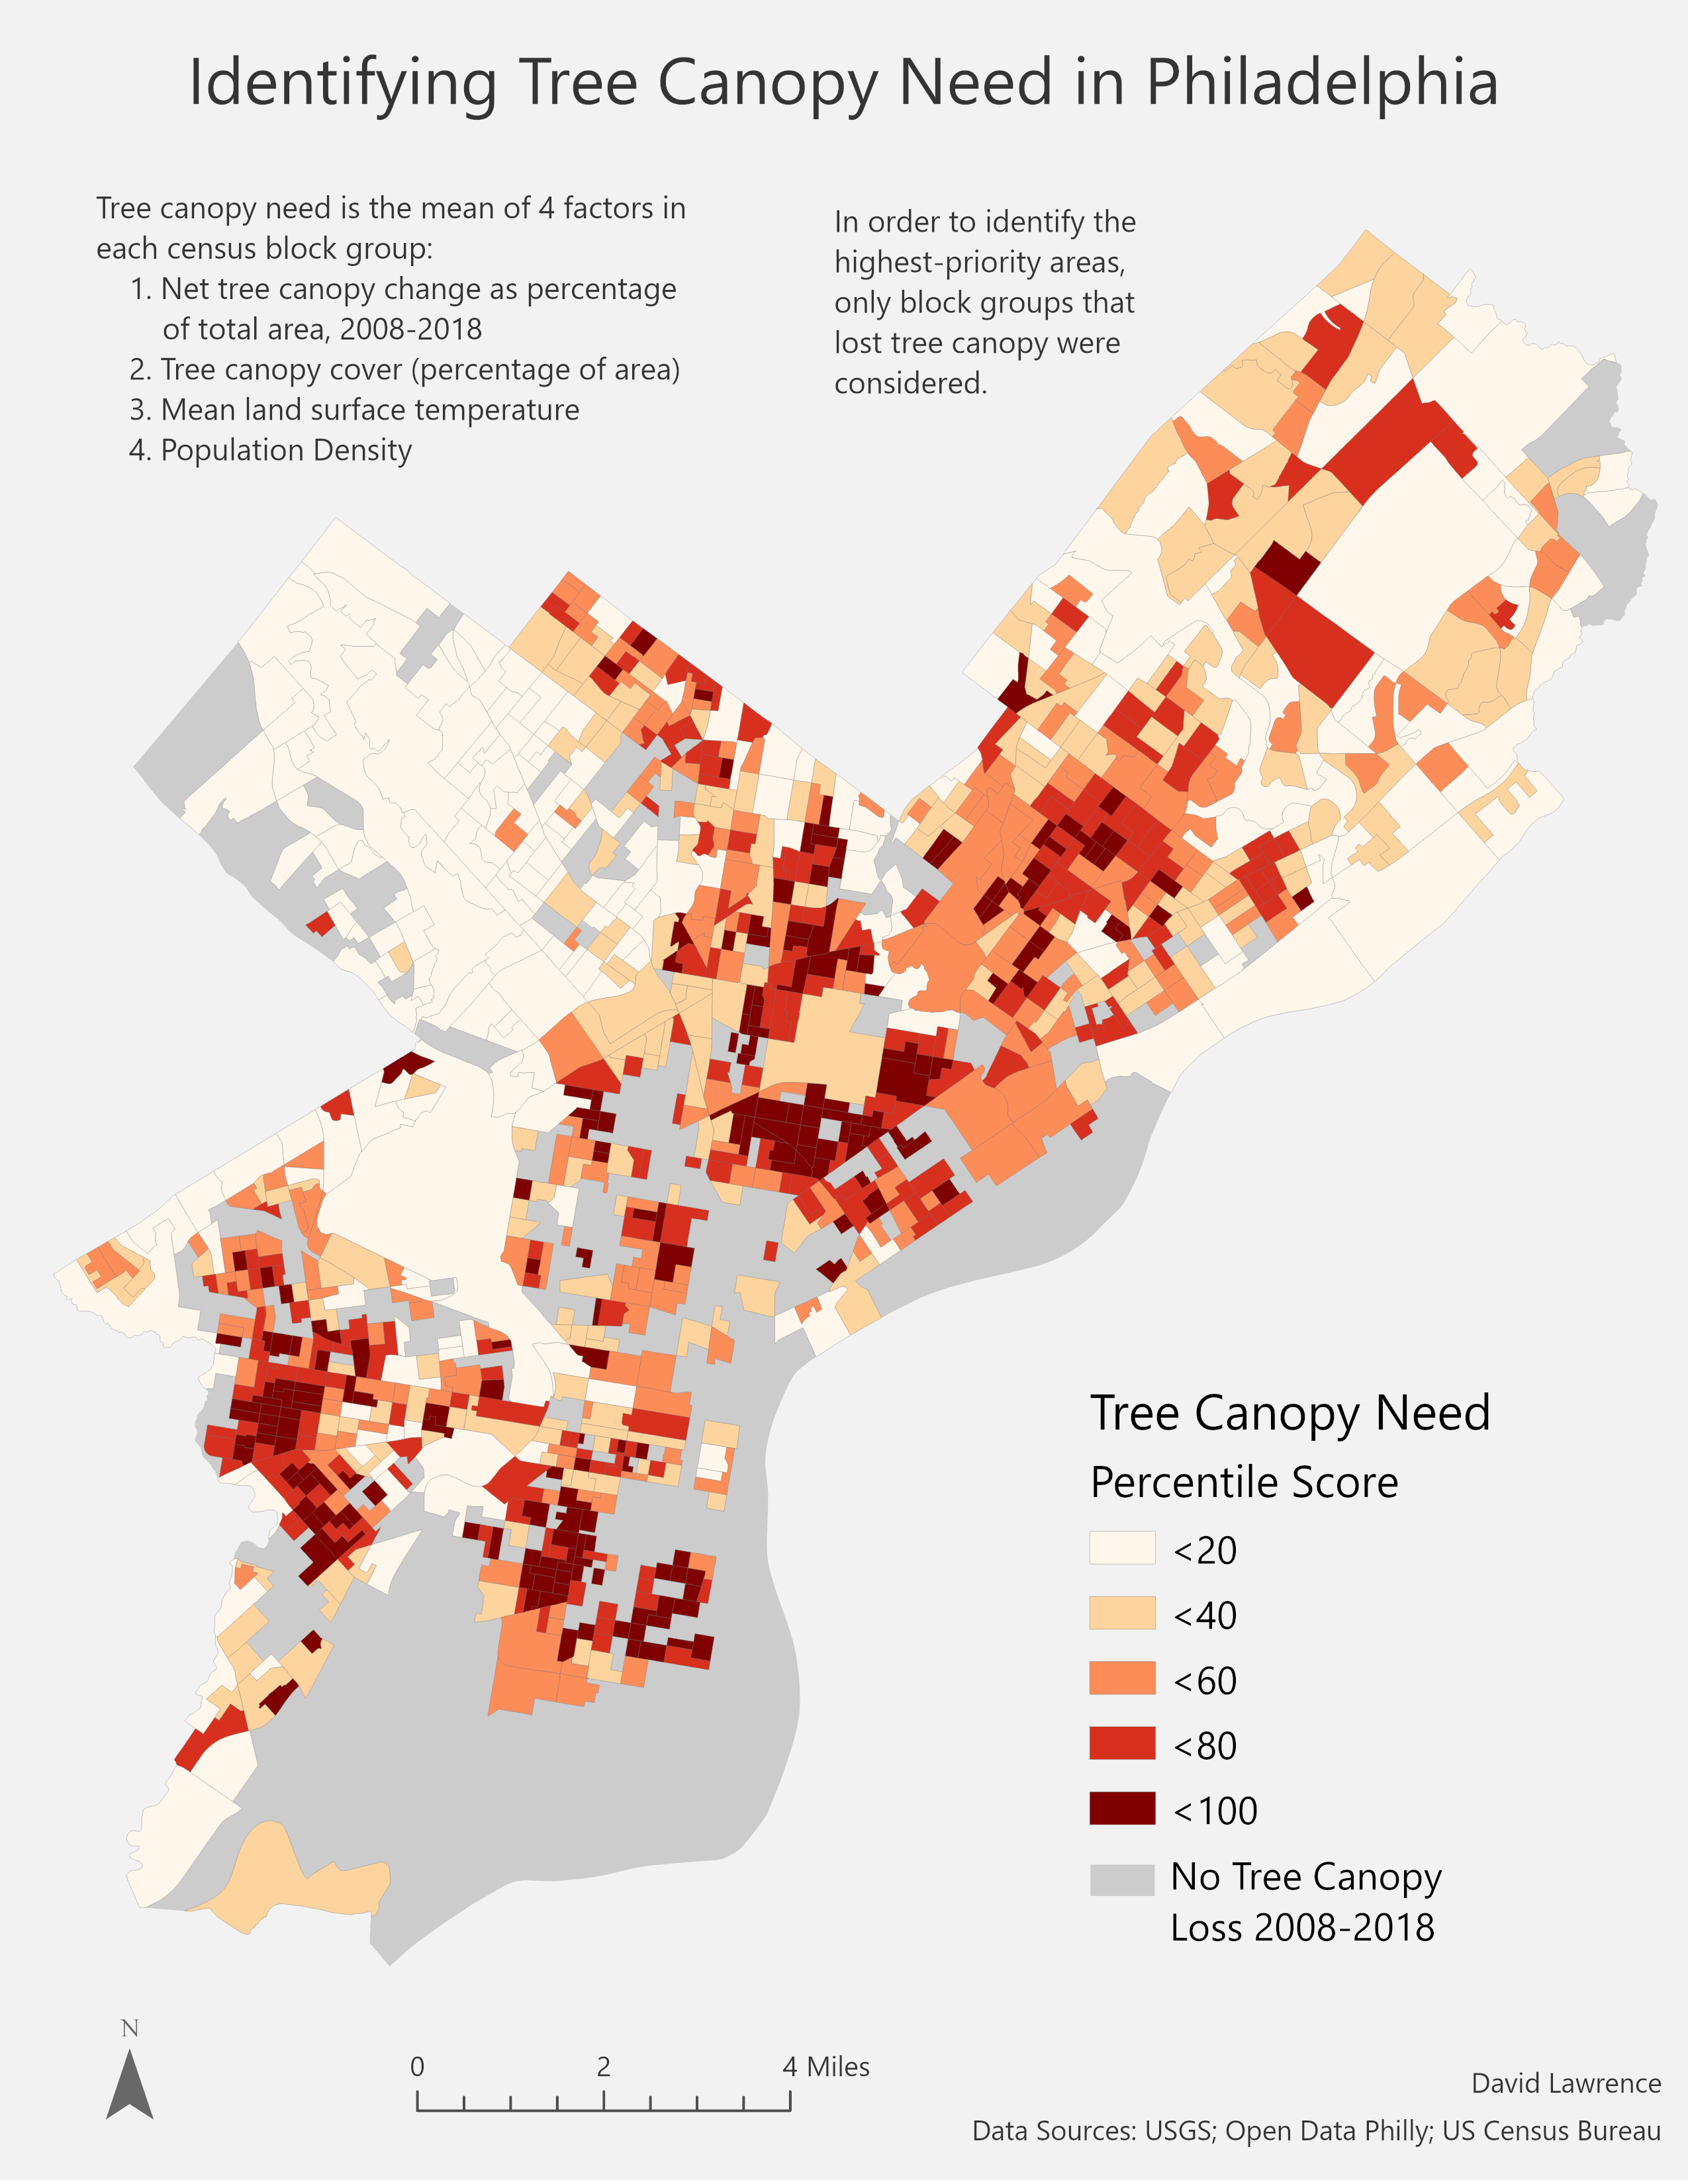 Identifying Tree Canopy Need in Philadelphia
Tree canopy need is the mean of 4 factors in
each census block group:
1. Net tree canopy change as percentage
of total area, 2008-2018
2. Tree canopy cover (percentage of area)
3. Mean land surface temperature
4. Population Density
In order to identify the
highest-priority areas,
only block groups that
lost tree canopy were
considered.
Tree Canopy Need
Percentile Score
<20
<40
<60
<80
<100
No Tree Canopy
Loss 2008-2018
N
0 2 4 Miles
David Lawrence
Data Sources: USGS; Open Data Philly; US Census Bureau